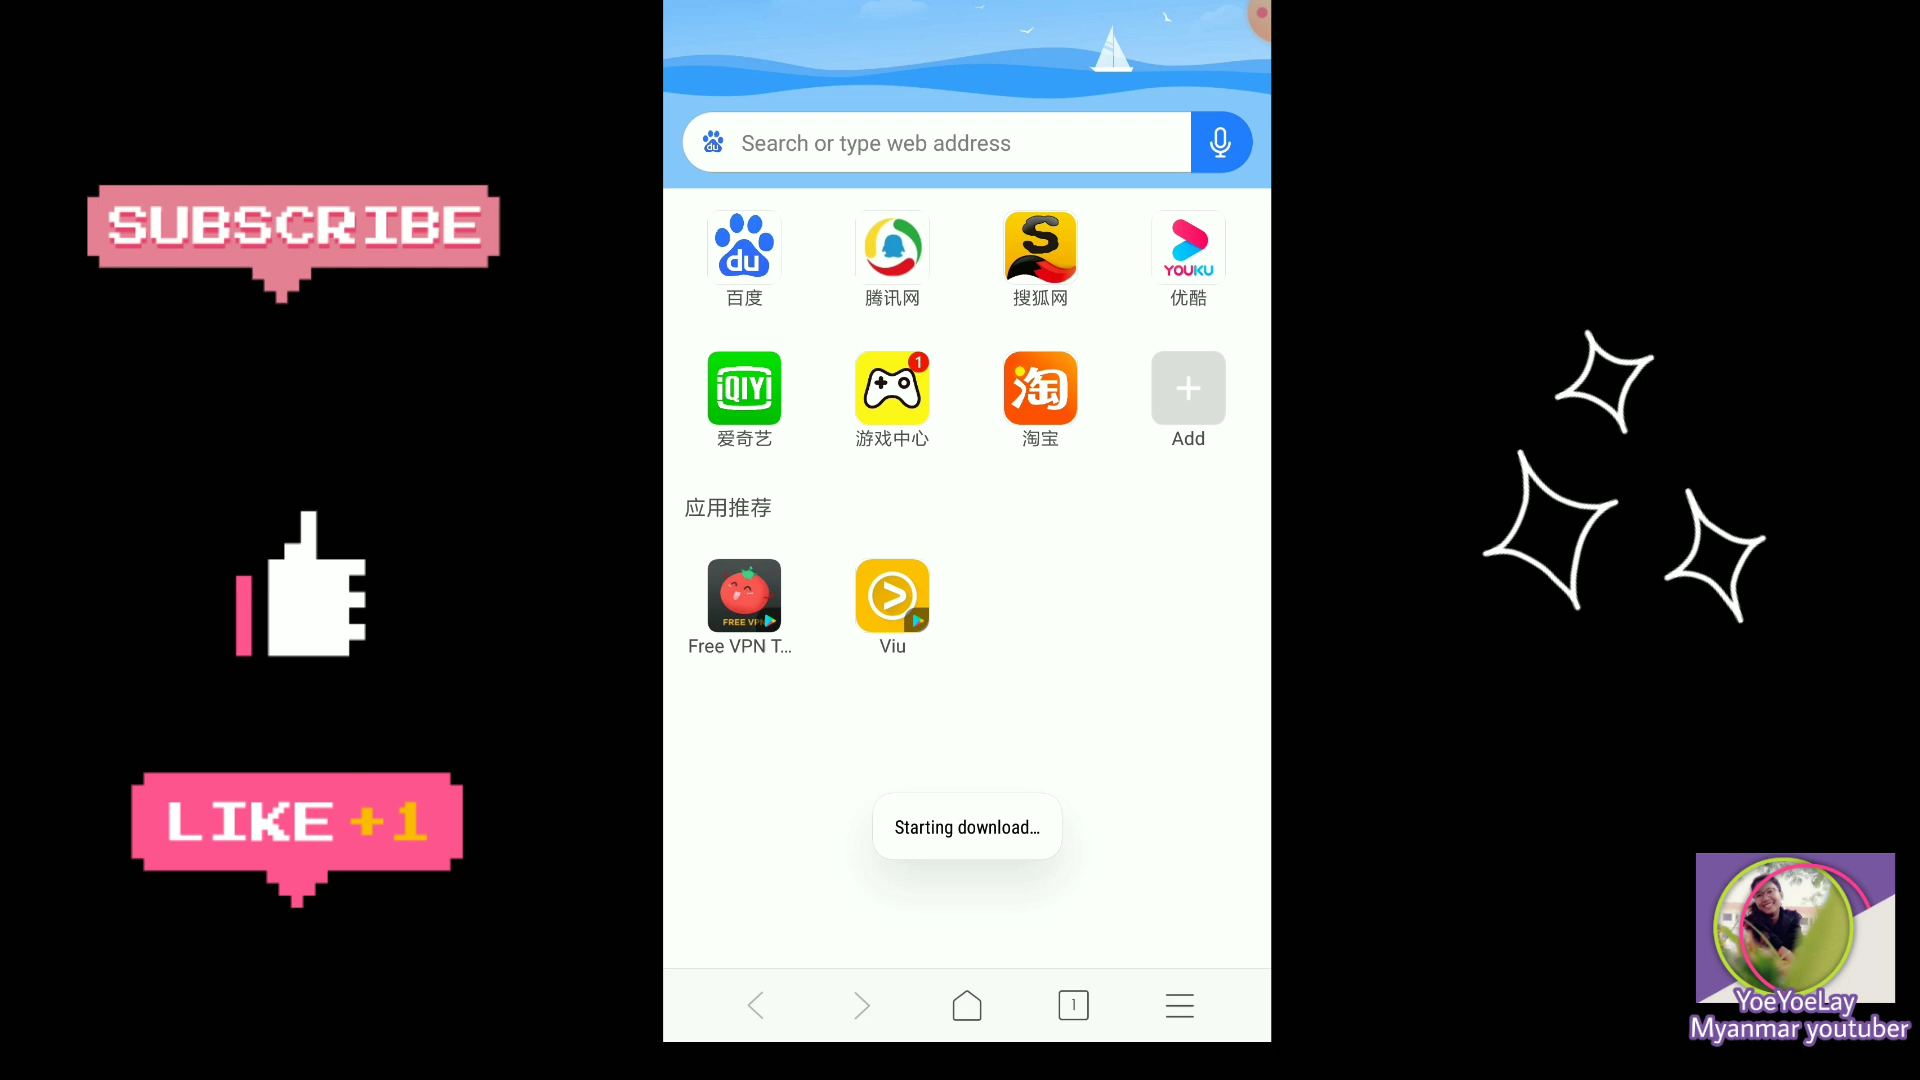 SUBSCRIBE
LIKE +1
du
Search or type web address
du
YOUKU
百度
腾讯网
搜狐网
优酷
iQIYI
1
淘
爱奇艺
游戏中心
淘宝
Add
应用推荐
FREE VPN
Free VPN T...
Viu
Starting download...
1
YoeYoeLay
Myanmar youtuber